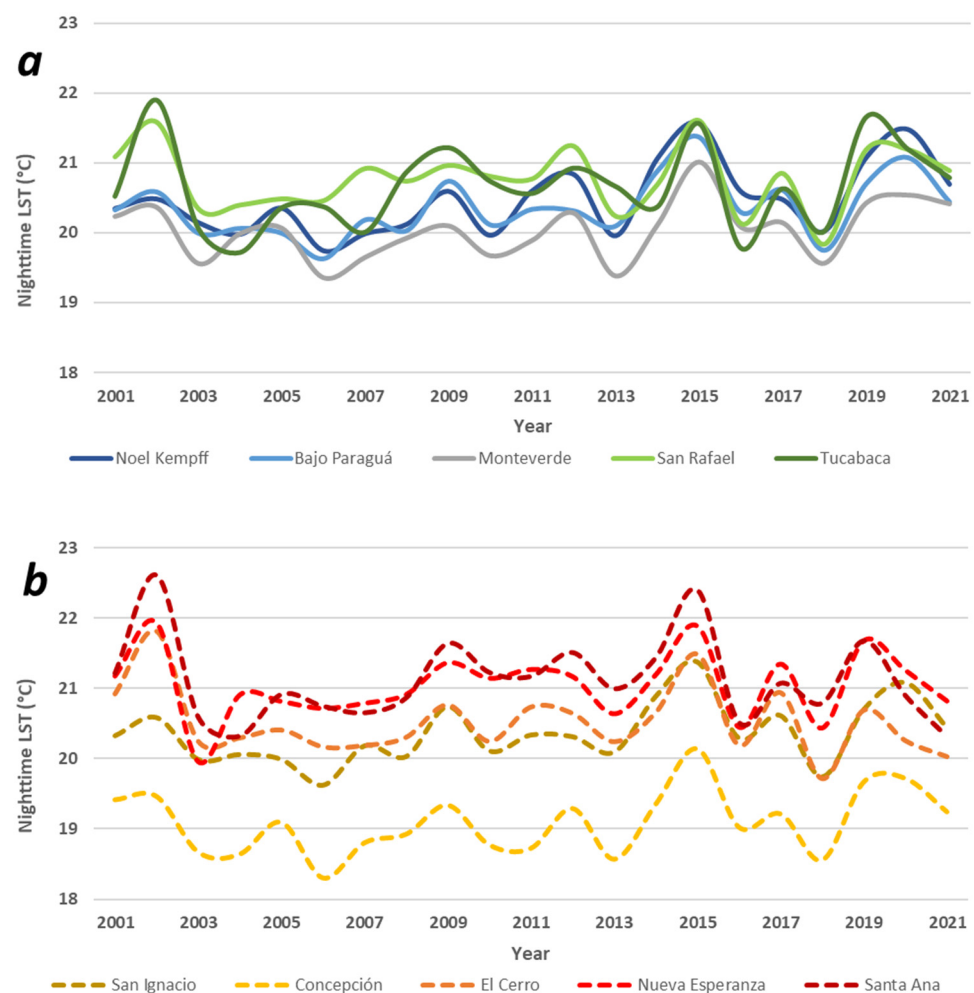 a
23
22
21
20
19
18
Nighttime LST (°C)
2001 2003 2005 2007 2009 2011 2013 2015 2017 2019 2021
Year
Noel Kempff Bajo Paraguá Monteverde San Rafael Tucabaca
b
23
22
21
20
19
18
Nighttime LST (°C)
2001 2003 2005 2007 2009 2011 2013 2015 2017 2019 2021
Year
San Ignacio Concepción El Cerro Nueva Esperanza Santa Ana